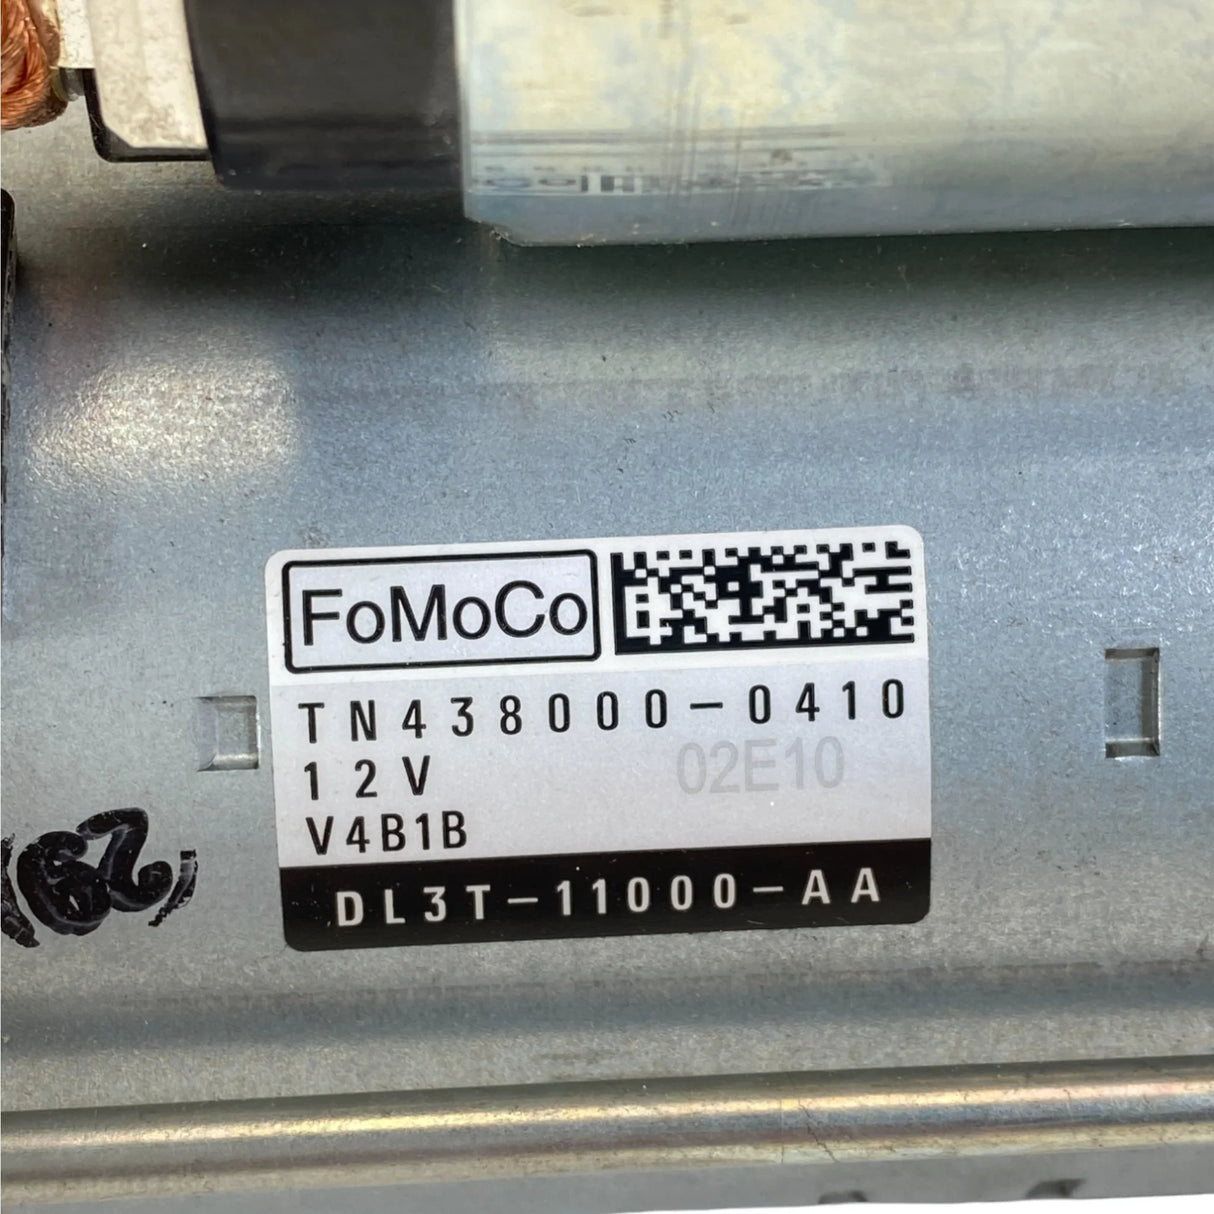 FoMoCo
TN438000-0410
12V
02E10
V4B1B
DL3T-11000-AA